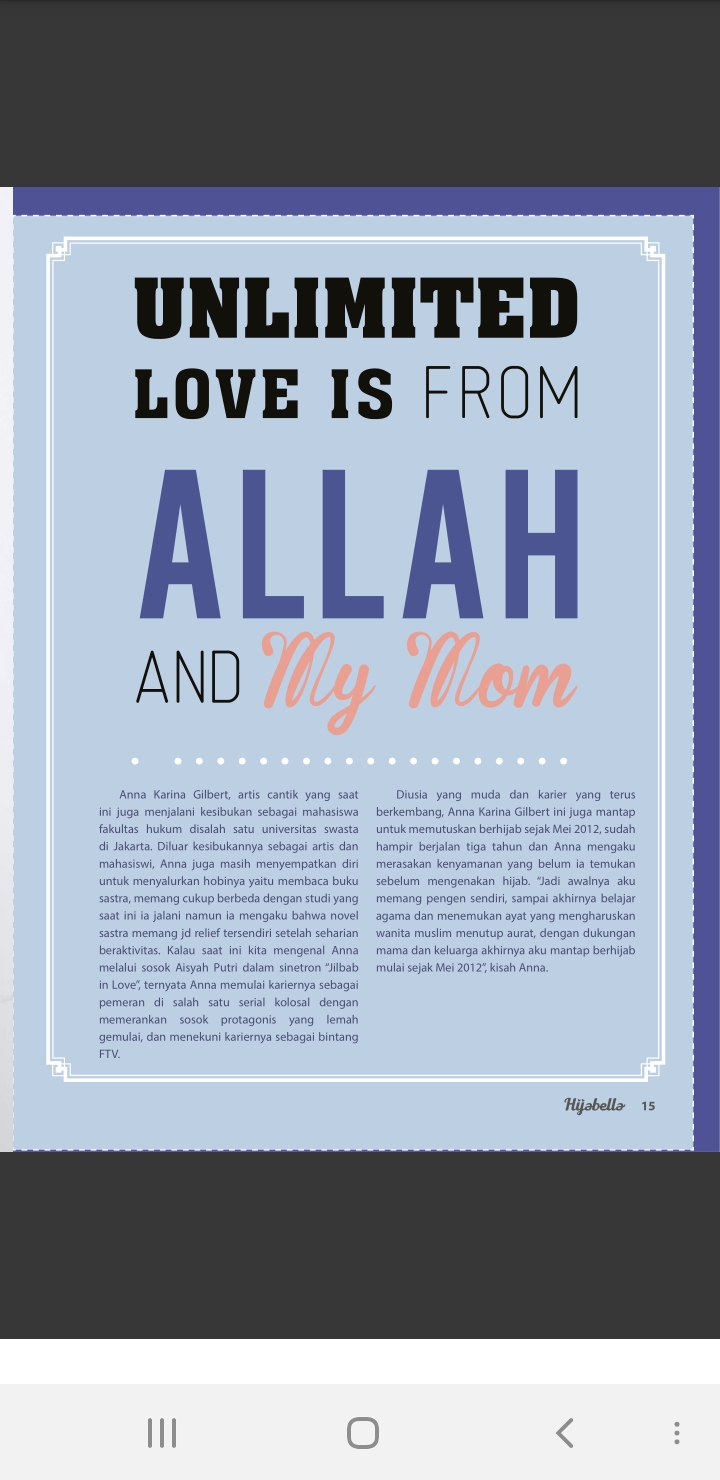 UNLIMITED
LOVE IS FROM
ALLAH
AND My Mom
Anna Karina Gilbert, artis cantik yang saat
ini juga menjalani kesibukan sebagai mahasiswa
fakultas hukum disalah satu universitas swasta
di Jakarta. Diluar kesibukannya sebagai artis dan
mahasiswi, Anna juga masih menyempatkan diri
untuk menyalurkan hobinya yaitu membaca buku
sastra, memang cukup berbeda dengan studi yang
saat ini ia jalani namun ia mengaku bahwa novel
sastra memang jd relief tersendiri setelah seharian
beraktivitas. Kalau saat ini kita mengenal Anna
melalui sosok Aisyah Putri dalam sinetron “Jilbab
in Love”, ternyata Anna memulai kariernya sebagai
pemeran di salah satu serial kolosal dengan
memerankan sosok protagonis yang lemah
gemulai, dan menekuni kariernya sebagai bintang
FTV.
Diusia yang muda dan karier yang terus
berkembang, Anna Karina Gilbert ini juga mantap
untuk memutuskan berhijab sejak Mei 2012, sudah
hampir berjalan tiga tahun dan Anna mengaku
merasakan kenyamanan yang belum ia temukan
sebelum mengenakan hijab. “Jadi awalnya aku
memang pengen sendiri, sampai akhirnya belajar
agama dan menemukan ayat yang mengharuskan
wanita muslim menutup aurat, dengan dukungan
mama dan keluarga akhirnya aku mantap berhijab
mulai sejak Mei 2012”, kisah Anna.
Hijabella 15